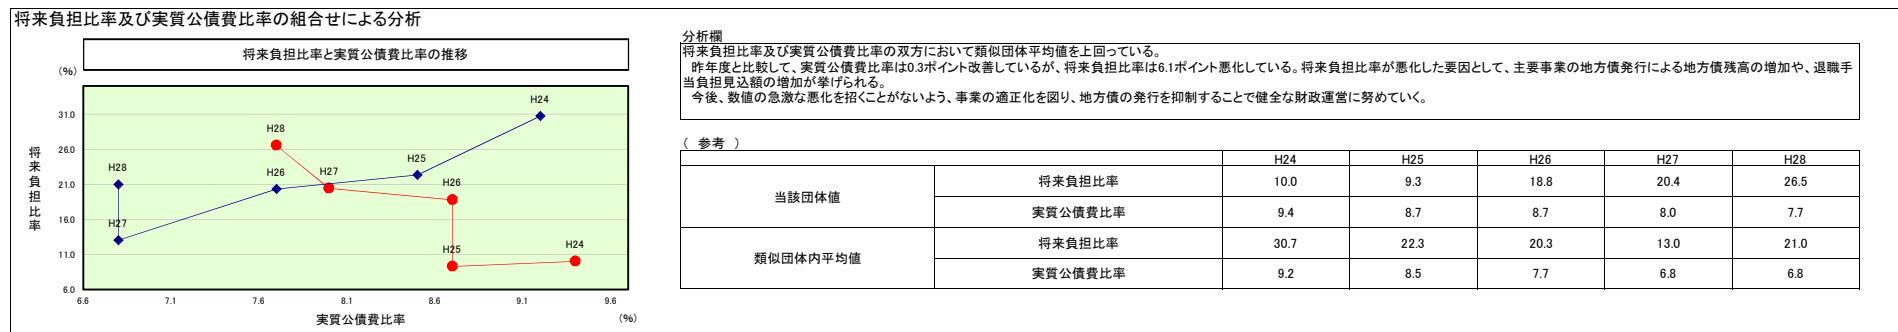 将来負担比率及び実質公債費比率の組合せによる分析
将来負担比率と実質公債費比率の推移
(%)
31.0
26.0
21.0
16.0
11.0
6.0
将来負担比率
H24
H25
H26
H27
H28
H28
H27
H26
H25
H24
6.6 7.1 7.6 8.1 8.6 9.1 9.6
実質公債費比率
(%)
分析欄
将来負担比率及び実質公債費比率の双方において類似団体平均値を上回っている。
昨年度と比較して、実質公債費比率は0.3ポイント改善しているが、将来負担比率は6.1ポイント悪化している。将来負担比率が悪化した要因として、主要事業の地方債発行による地方債残高の増加や、退職手
当負担見込額の増加が挙げられる。
今後、数値の急激な悪化を招くことがないよう、事業の適正化を図り、地方債の発行を抑制することで健全な財政運営に努めていく。
( 参考 )
H24 H25 H26 H27 H28
当該団体値
将来負担比率 10.0 9.3 18.8 20.4 26.5
実質公債費比率 9.4 8.7 8.7 8.0 7.7
類似団体内平均値
将来負担比率 30.7 22.3 20.3 13.0 21.0
実質公債費比率 9.2 8.5 7.7 6.8 6.8